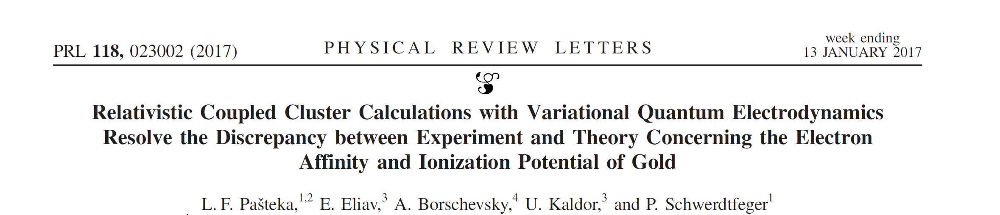 PRL 118, 023002 (2017)
PHYSICAL REVIEW LETTERS
week ending
13 JANUARY 2017
Relativistic Coupled Cluster Calculations with Variational Quantum Electrodynamics
Resolve the Discrepancy between Experiment and Theory Concerning the Electron
Affinity and Ionization Potential of Gold
L. F. Pašteka,1,2 E. Eliav,3 A. Borschevsky,4 U. Kaldor,3 and P. Schwerdtfeger1